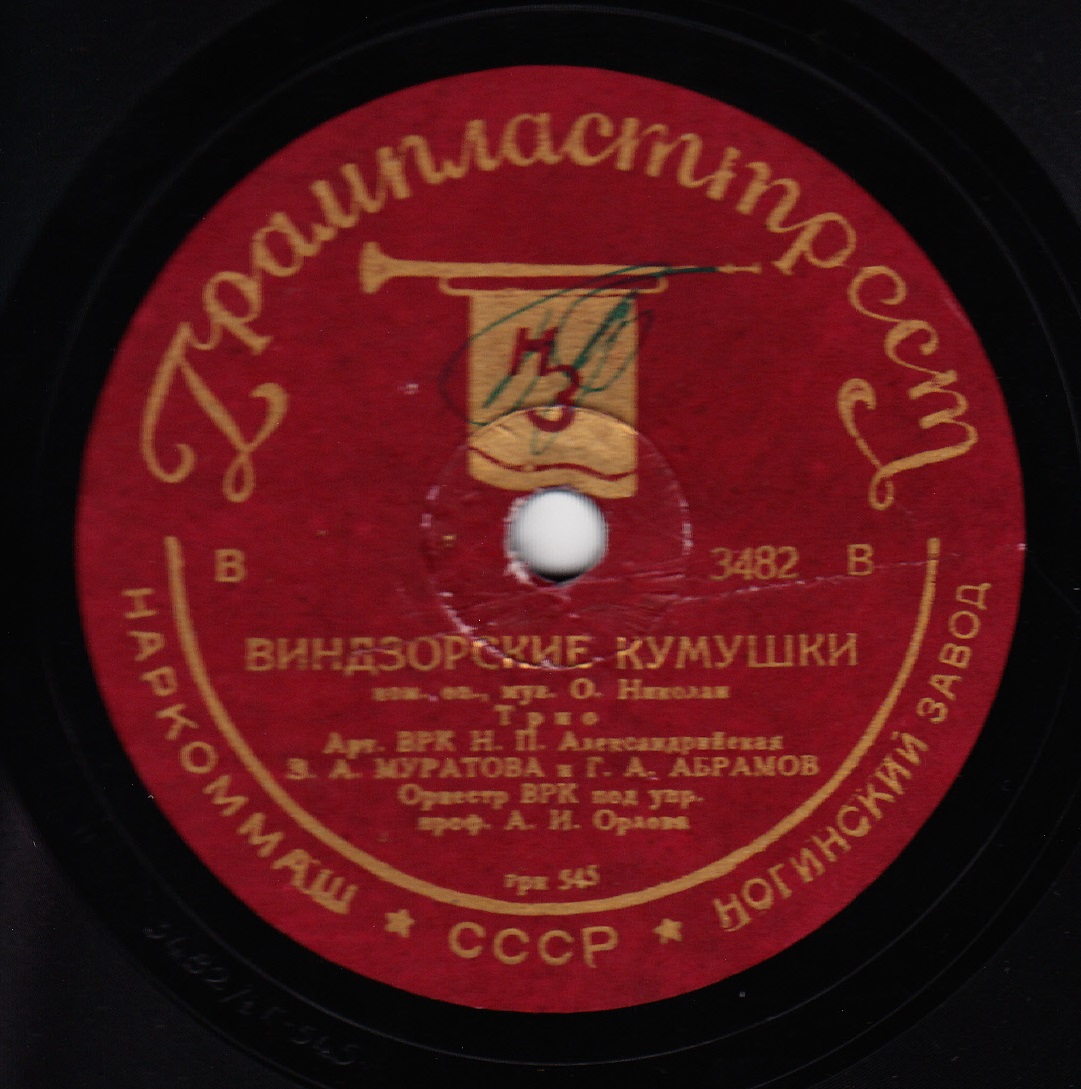 Грампластрест
НЗ
В 3482 В
ВИНДЗОРСКИЕ КУМУШКИ
ком. оп., муз. О. Николаи
Трио
Арт. ВРК Н. П. Александрийская
В. А. МУРАТОВА и Г. А. АБРАМОВ
Оркестр ВРК под упр.
проф. А. И. Орлова
грк 545
НАРКОММАШ ★ СССР ★ НОГИНСКИЙ ЗАВОД